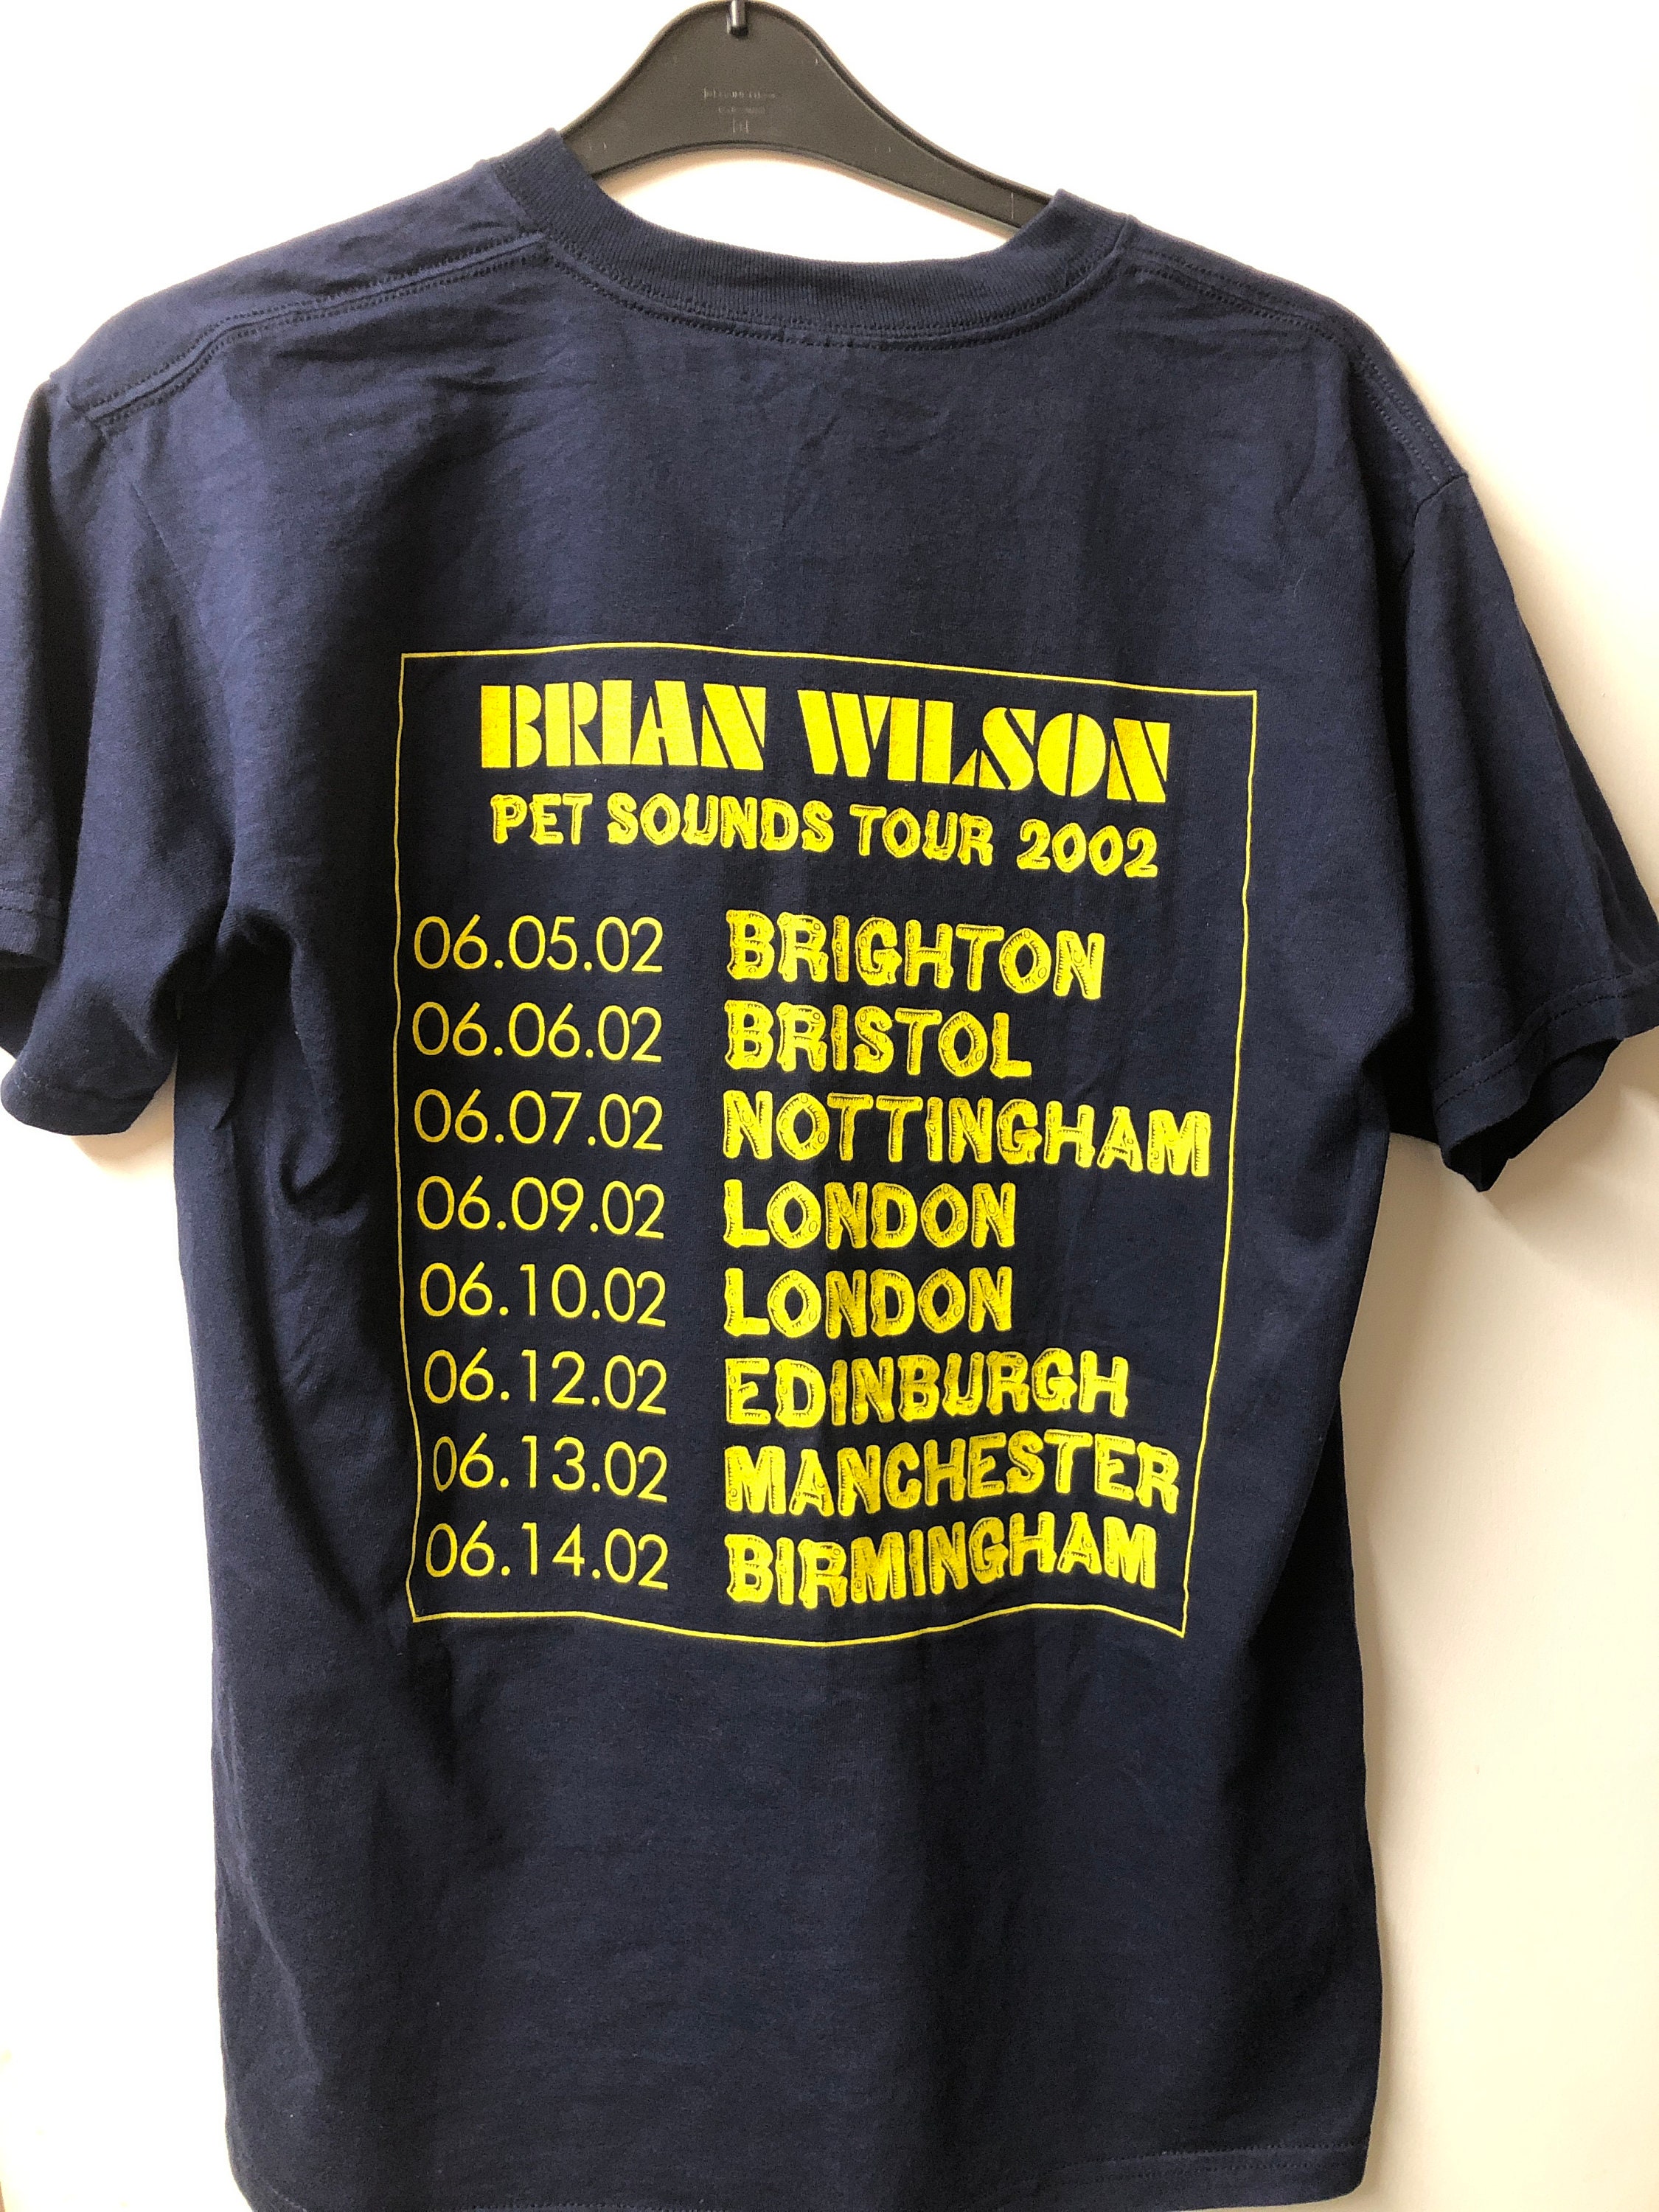 BRIAN WILSON
PET SOUNDS TOUR 2002
06.05.02 BRIGHTON
06.06.02 BRISTOL
06.07.02 NOTTINGHAM
06.09.02 LONDON
06.10.02 LONDON
06.12.02 EDINBURGH
06.13.02 MANCHESTER
06.14.02 BIRMINGHAM